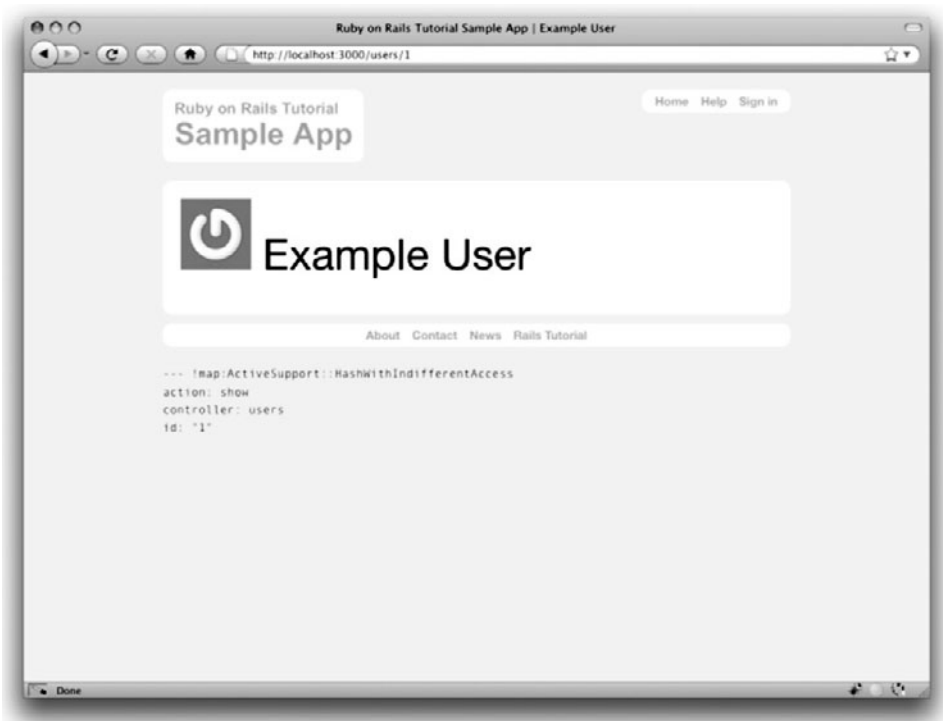 Ruby on Rails Tutorial Sample App | Example User
http://localhost:3000/users/1
Ruby on Rails Tutorial
Sample App
Home Help Sign in
Example User
About Contact News Rails Tutorial
--- !map:ActiveSupport::HashWithIndifferentAccess
action: show
controller: users
id: "1"
Done